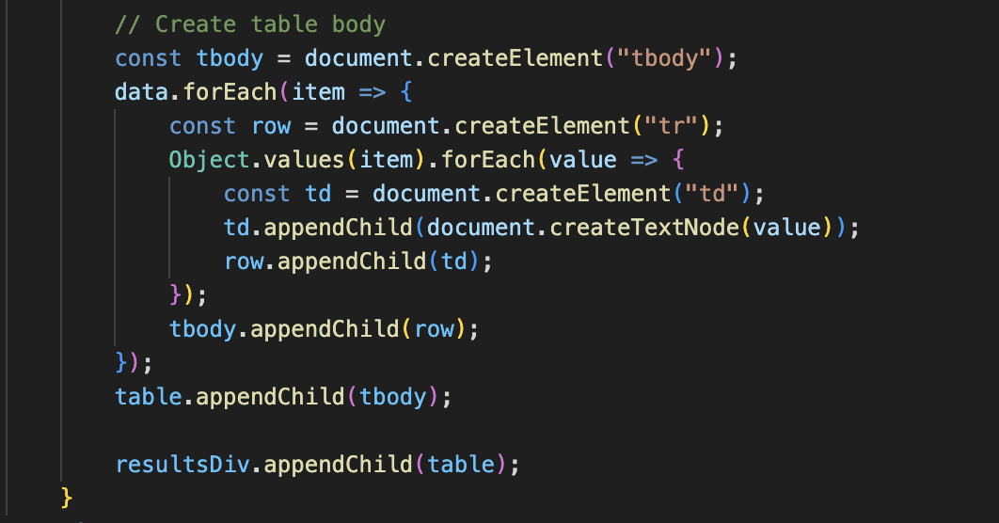 // Create table body
const tbody = document.createElement("tbody");
data.forEach(item => {
    const row = document.createElement("tr");
    Object.values(item).forEach(value => {
        const td = document.createElement("td");
        td.appendChild(document.createTextNode(value));
        row.appendChild(td);
    });
    tbody.appendChild(row);
});
table.appendChild(tbody);

resultsDiv.appendChild(table);
}